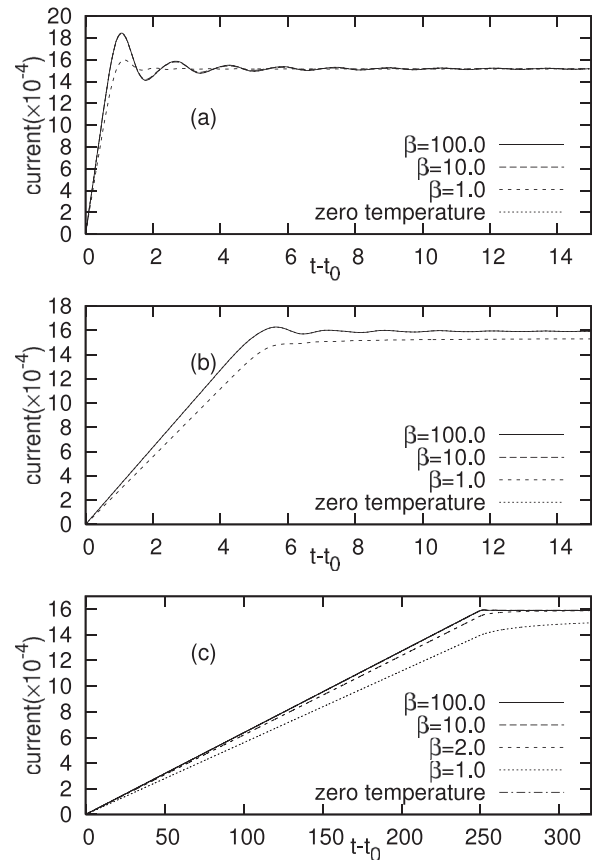 20
18
16
14
12
10
8
6
4
2
0
current(×10⁻⁴)
(a)
β=100.0
β=10.0
β=1.0
zero temperature
0 2 4 6 8 10 12 14
t-t₀
18
16
14
12
10
8
6
4
2
0
current(×10⁻⁴)
(b)
β=100.0
β=10.0
β=1.0
zero temperature
0 2 4 6 8 10 12 14
t-t₀
16
14
12
10
8
6
4
2
0
current(×10⁻⁴)
(c)
β=100.0
β=10.0
β=2.0
β=1.0
zero temperature
0 50 100 150 200 250 300
t-t₀